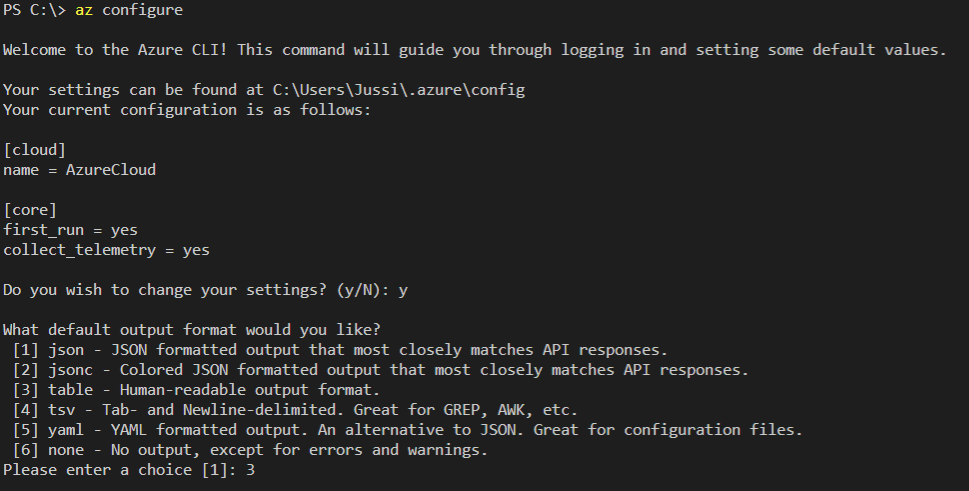 PS C:\> az configure
Welcome to the Azure CLI! This command will guide you through logging in and setting some default values.
Your settings can be found at C:\Users\Jussi\.azure\config
Your current configuration is as follows:
[cloud]
name = AzureCloud
[core]
first_run = yes
collect_telemetry = yes
Do you wish to change your settings? (y/N): y
What default output format would you like?
[1] json - JSON formatted output that most closely matches API responses.
[2] jsonc - Colored JSON formatted output that most closely matches API responses.
[3] table - Human-readable output format.
[4] tsv - Tab- and Newline-delimited. Great for GREP, AWK, etc.
[5] yaml - YAML formatted output. An alternative to JSON. Great for configuration files.
[6] none - No output, except for errors and warnings.
Please enter a choice [1]: 3